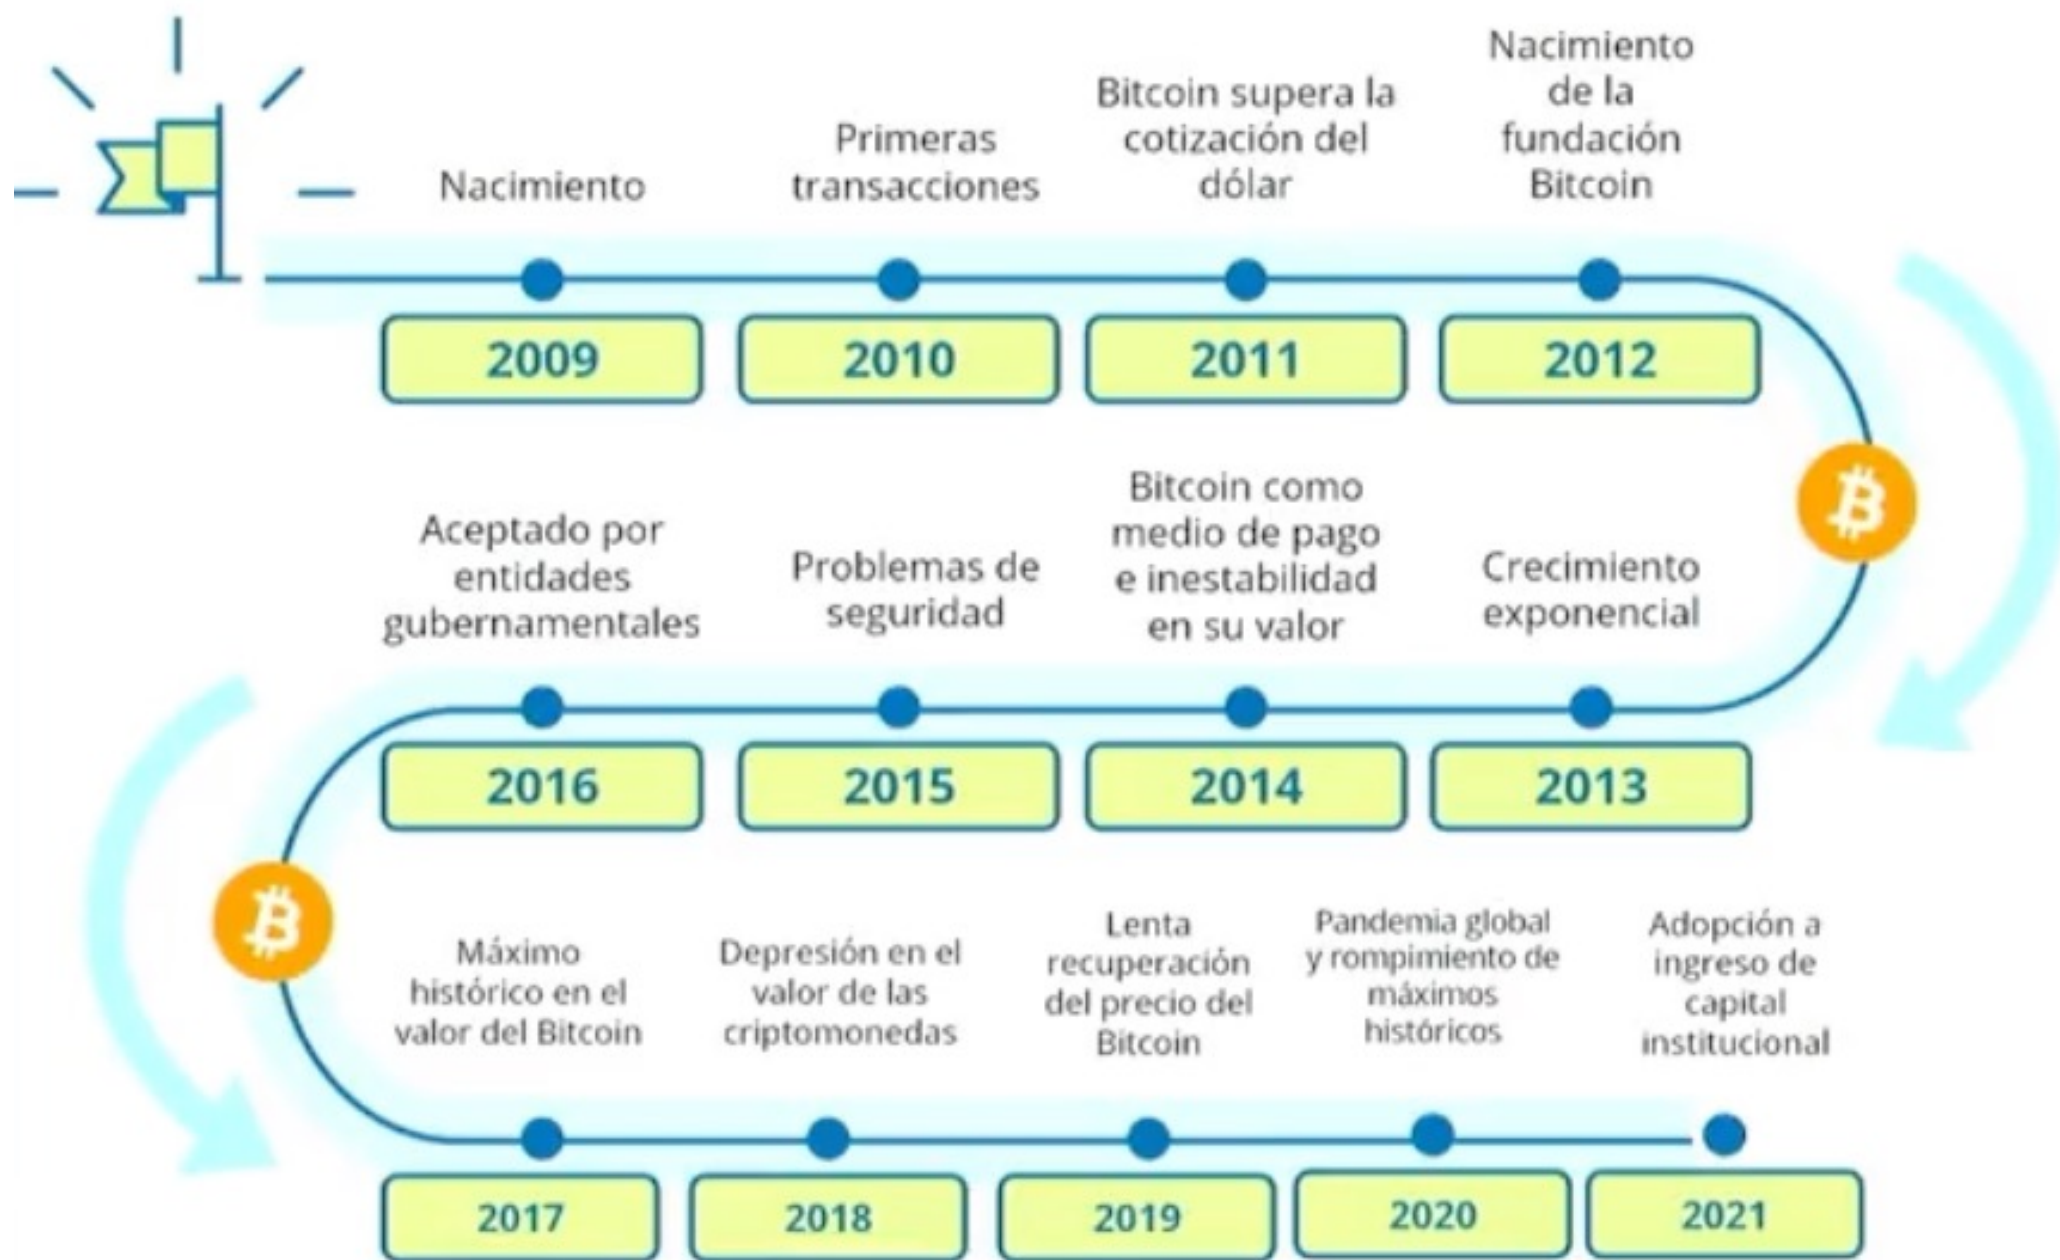 Nacimiento
2009
Primeras
transacciones
2010
Bitcoin supera la
cotización del
dólar
2011
Nacimiento
de la
fundación
Bitcoin
2012
Crecimiento
exponencial
2013
Bitcoin como
medio de pago
e inestabilidad
en su valor
2014
Problemas de
seguridad
2015
Aceptado por
entidades
gubernamentales
2016
Máximo
histórico en el
valor del Bitcoin
2017
Depresión en el
valor de las
criptomonedas
2018
Lenta
recuperación
del precio del
Bitcoin
2019
Pandemia global
y rompimiento de
máximos
históricos
2020
Adopción a
ingreso de
capital
institucional
2021